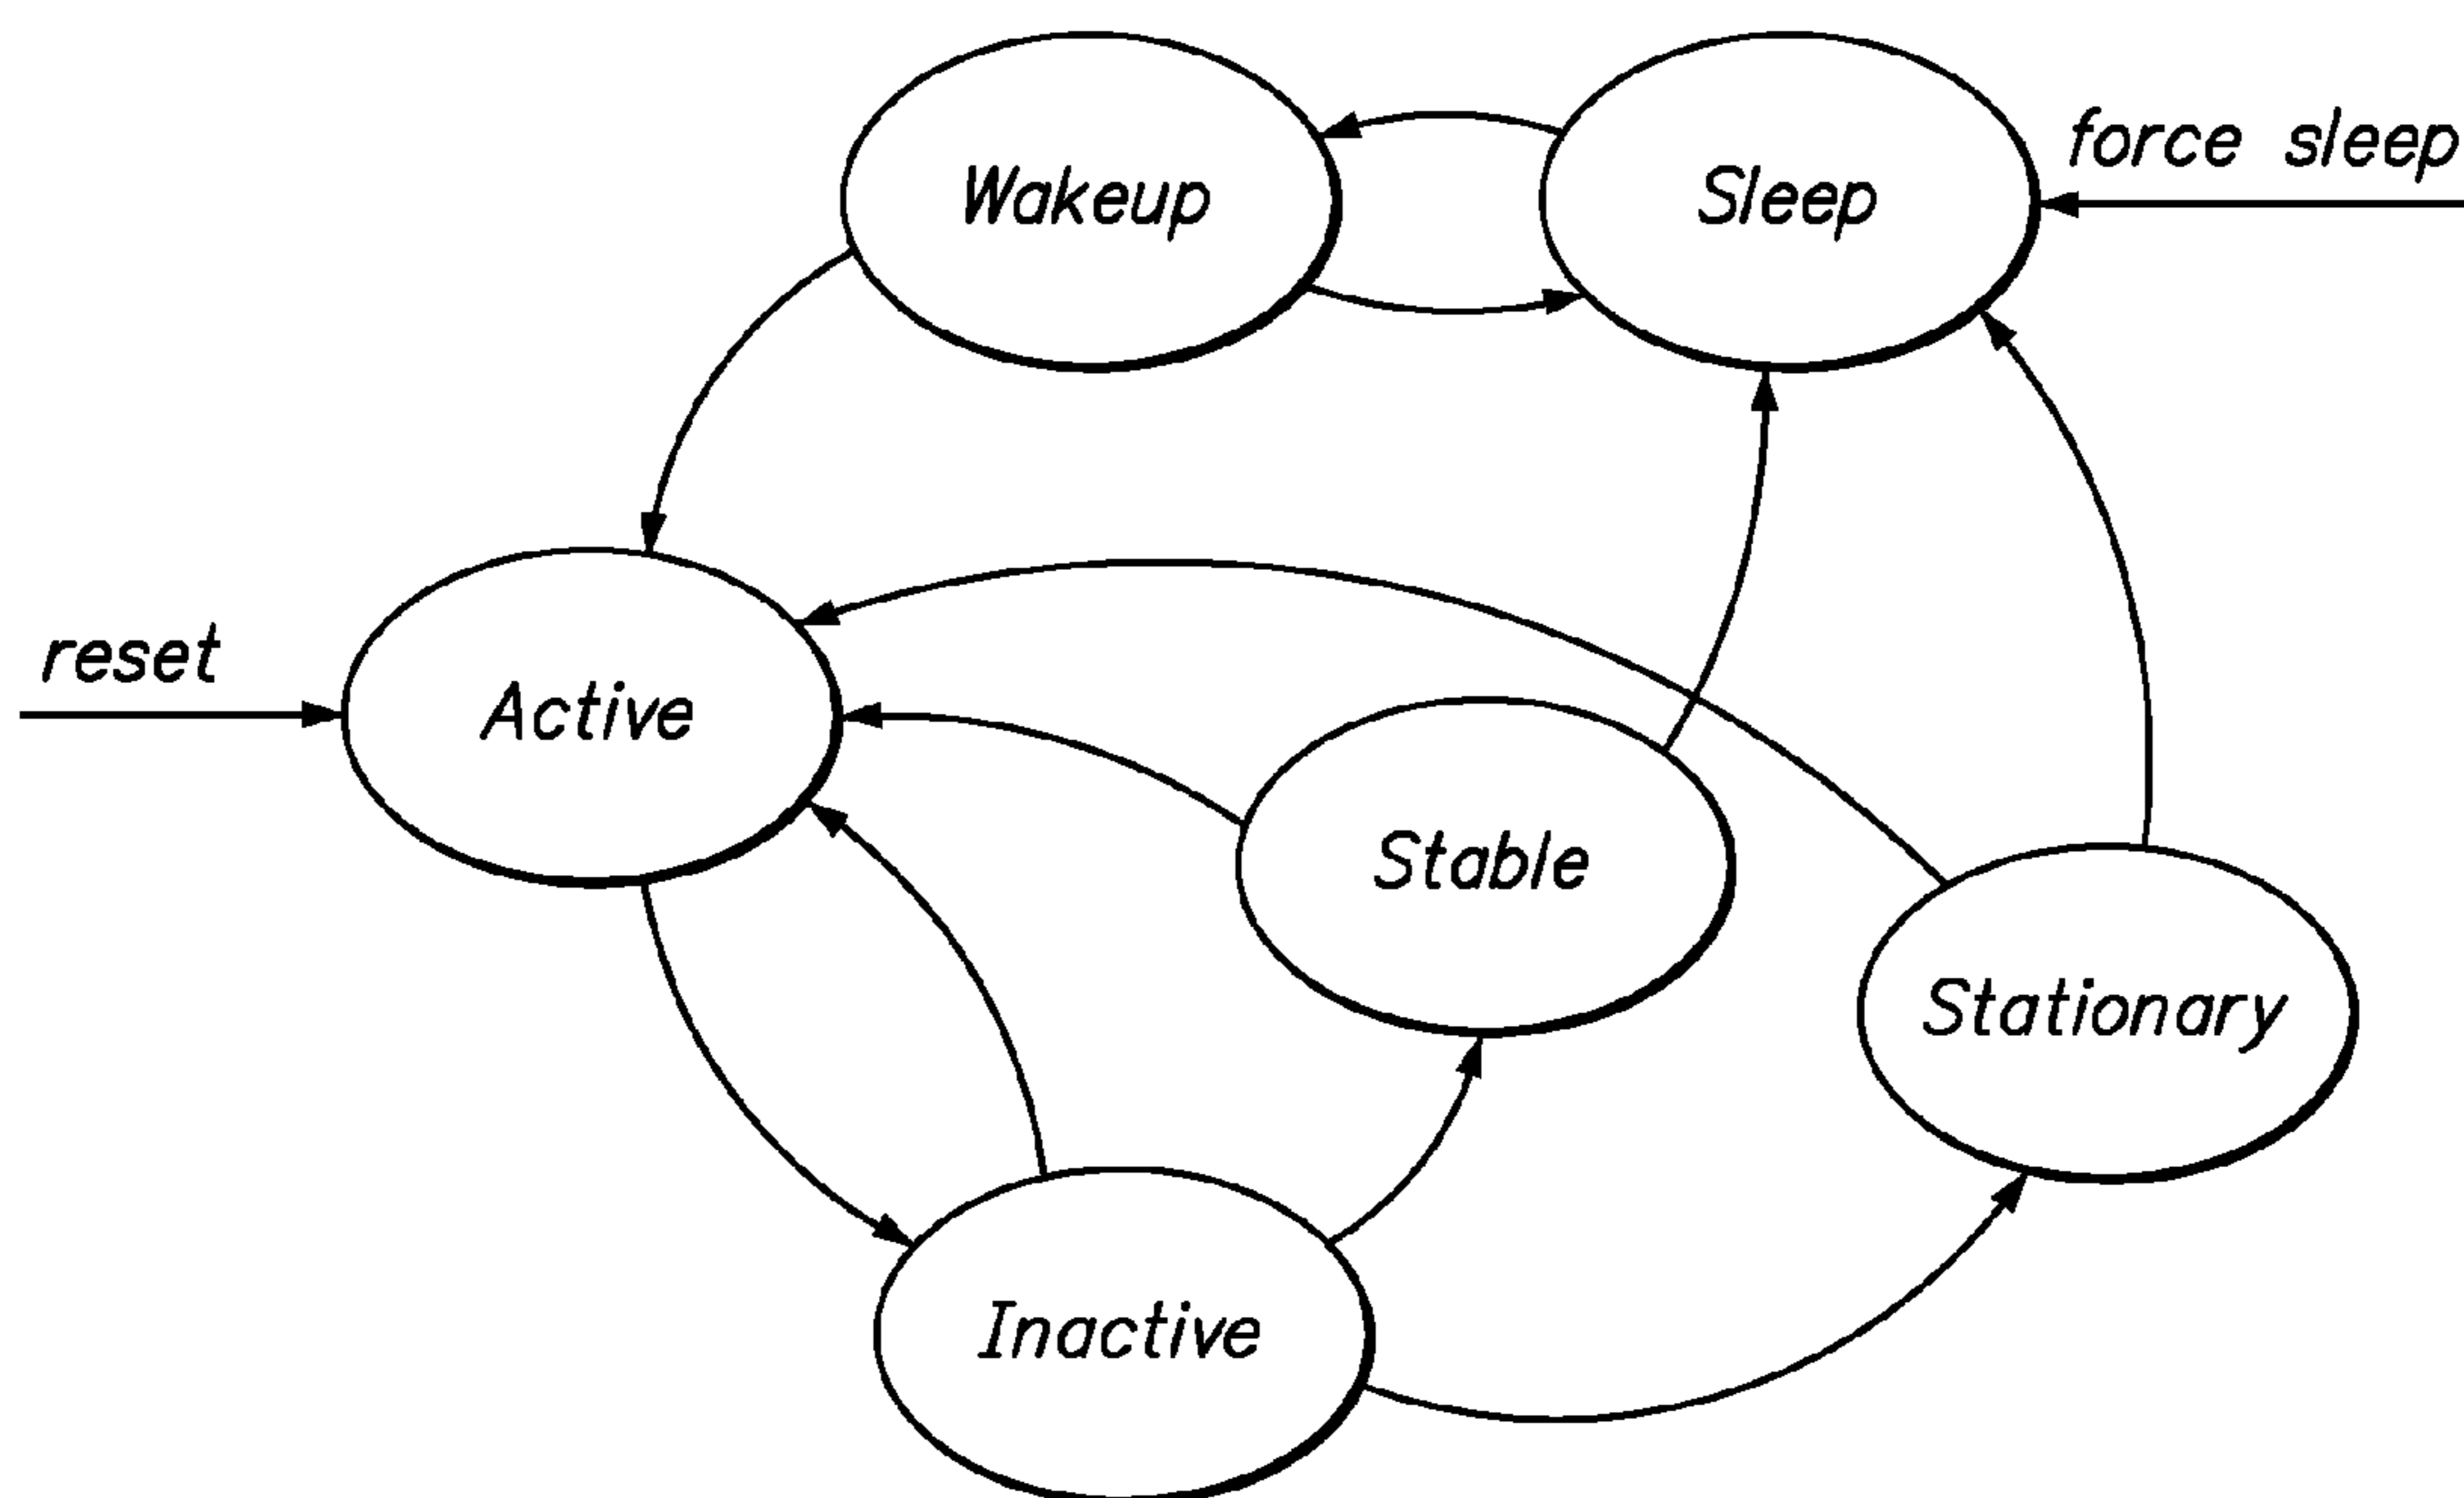 force sleep
Wakeup
Sleep
reset
Active
Stable
Stationary
Inactive